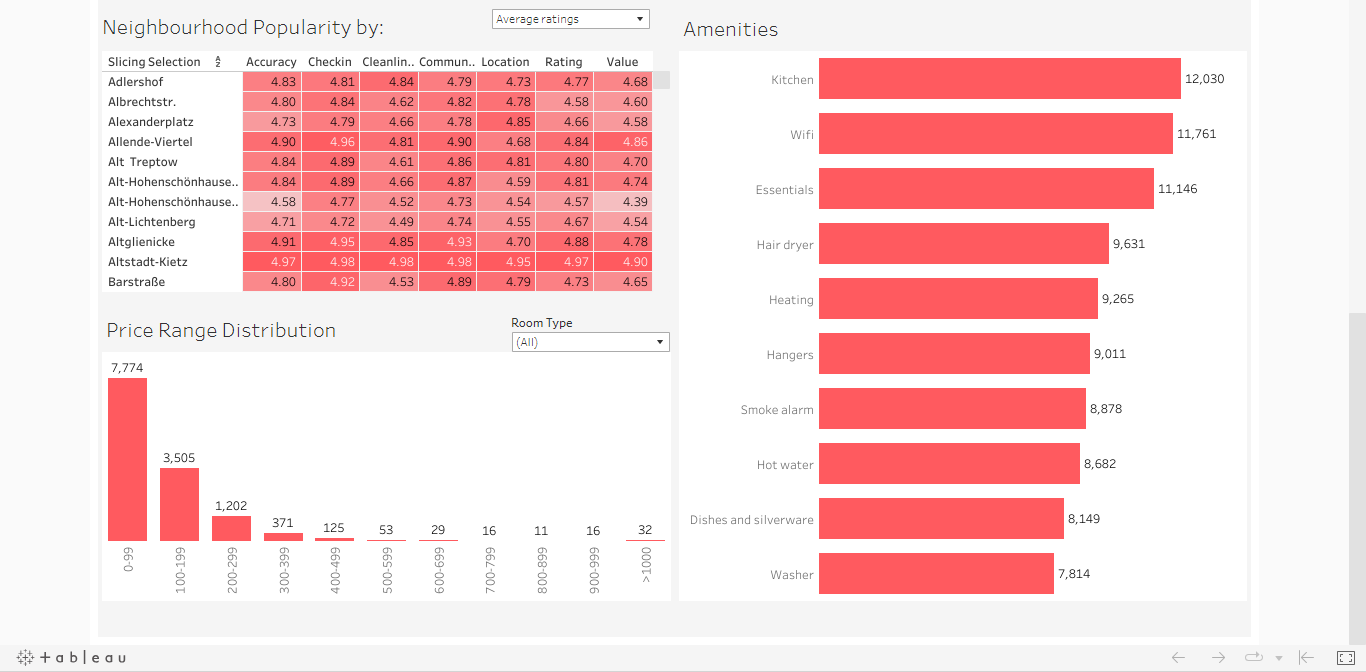 Neighbourhood Popularity by:
Average ratings
Slicing Selection Accuracy Checkin Cleanlin.. Commun.. Location Rating Value
Adlershof 4.83 4.81 4.84 4.79 4.73 4.77 4.68
Albrechtstr. 4.80 4.84 4.62 4.82 4.78 4.58 4.60
Alexanderplatz 4.73 4.79 4.66 4.78 4.85 4.66 4.58
Allende-Viertel 4.90 4.96 4.81 4.90 4.68 4.84 4.86
Alt Treptow 4.84 4.89 4.61 4.86 4.81 4.80 4.70
Alt-Hohenschönhause.. 4.84 4.89 4.66 4.87 4.59 4.81 4.74
Alt-Hohenschönhause.. 4.58 4.77 4.52 4.73 4.54 4.57 4.39
Alt-Lichtenberg 4.71 4.72 4.49 4.74 4.55 4.67 4.54
Altglienicke 4.91 4.95 4.85 4.93 4.70 4.88 4.78
Altstadt-Kietz 4.97 4.98 4.98 4.98 4.95 4.97 4.90
Barstraße 4.80 4.92 4.53 4.89 4.79 4.73 4.65
Price Range Distribution
Room Type
(All)
7,774
3,505
1,202
371
125
53
29
16
11
16
32
0-99
100-199
200-299
300-399
400-499
500-599
600-699
700-799
800-899
900-999
>1000
Amenities
Kitchen 12,030
Wifi 11,761
Essentials 11,146
Hair dryer 9,631
Heating 9,265
Hangers 9,011
Smoke alarm 8,878
Hot water 8,682
Dishes and silverware 8,149
Washer 7,814
+ableau